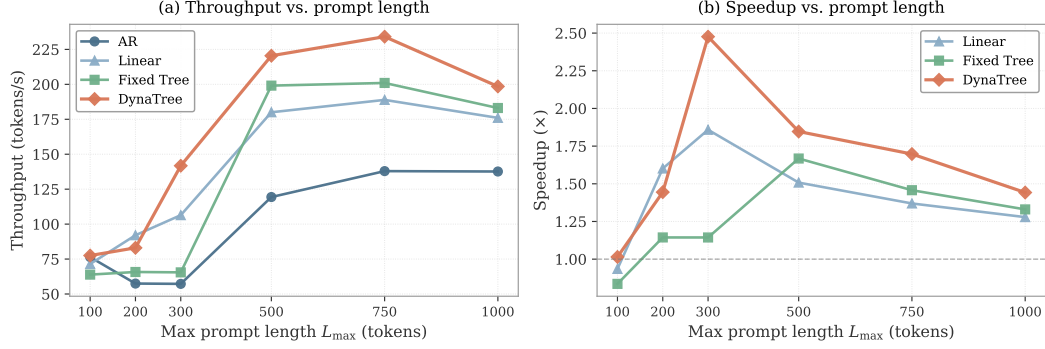 (a) Throughput vs. prompt length
Throughput (tokens/s)
225
200
175
150
125
100
75
50
AR
Linear
Fixed Tree
DynaTree
100 200 300 500 750 1000
Max prompt length Lmax (tokens)
(b) Speedup vs. prompt length
Speedup (×)
2.50
2.25
2.00
1.75
1.50
1.25
1.00
Linear
Fixed Tree
DynaTree
100 200 300 500 750 1000
Max prompt length Lmax (tokens)